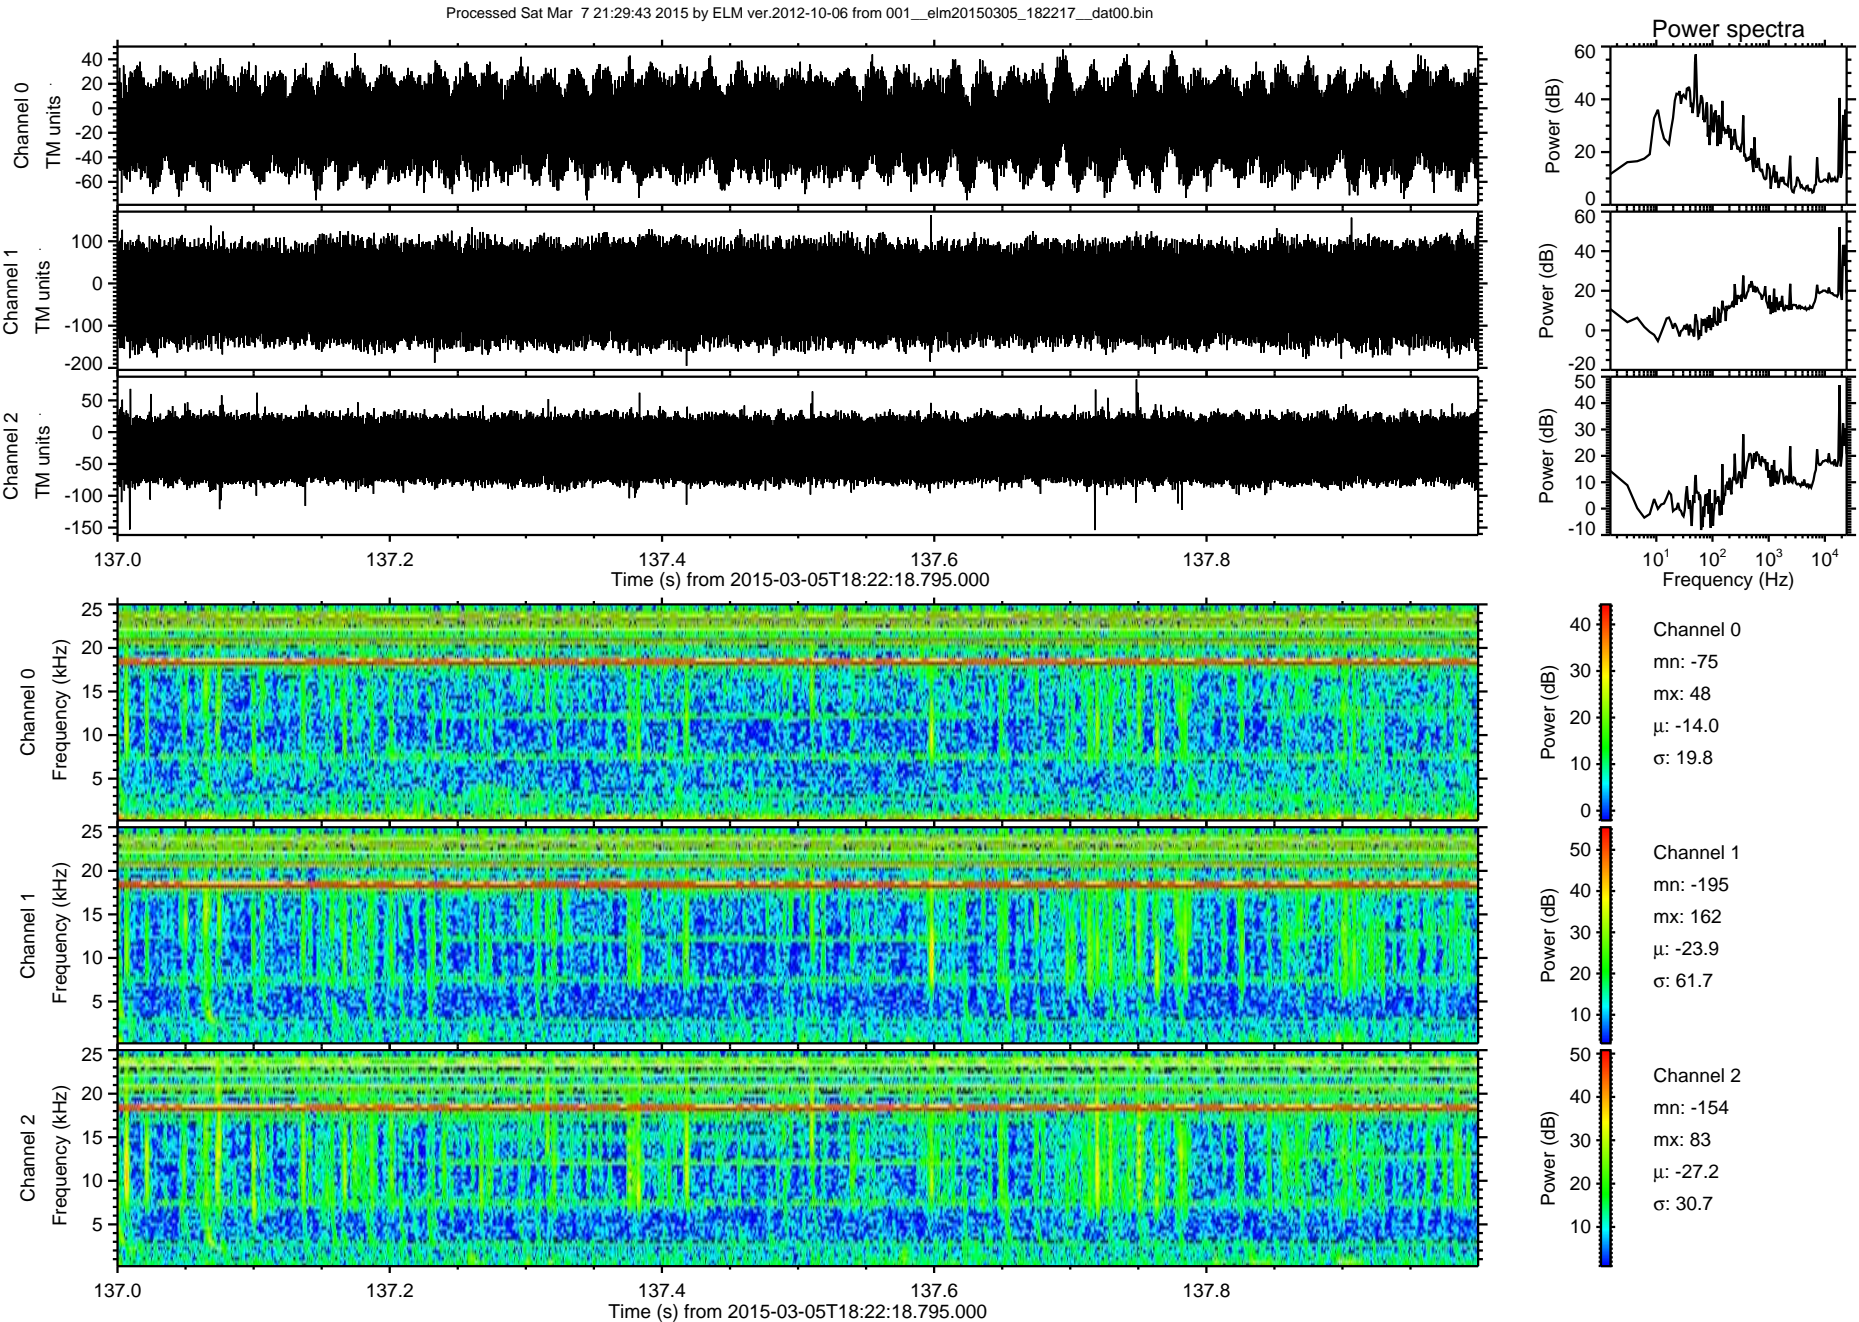 Processed Sat Mar 7 21:29:43 2015 by ELM ver.2012-10-06 from 001__elm20150305_182217__dat00.bin
Power spectra
Channel 0
TM units
40
20
0
-20
-40
-60
Power (dB)
60
40
20
0
Channel 1
TM units
100
0
-100
-200
Power (dB)
60
40
20
0
-20
Channel 2
TM units
50
0
-50
-100
-150
Power (dB)
50
40
30
20
10
0
-10
137.0 137.2 137.4 137.6 137.8
Time (s) from 2015-03-05T18:22:18.795.000
10^1 10^2 10^3 10^4
Frequency (Hz)
Channel 0
Frequency (kHz)
25
20
15
10
5
Power (dB)
40
30
20
10
0
Channel 0
mn: -75
mx: 48
μ: -14.0
σ: 19.8
Channel 1
Frequency (kHz)
25
20
15
10
5
Power (dB)
50
40
30
20
10
Channel 1
mn: -195
mx: 162
μ: -23.9
σ: 61.7
Channel 2
Frequency (kHz)
25
20
15
10
5
Power (dB)
50
40
30
20
10
Channel 2
mn: -154
mx: 83
μ: -27.2
σ: 30.7
137.0 137.2 137.4 137.6 137.8
Time (s) from 2015-03-05T18:22:18.795.000